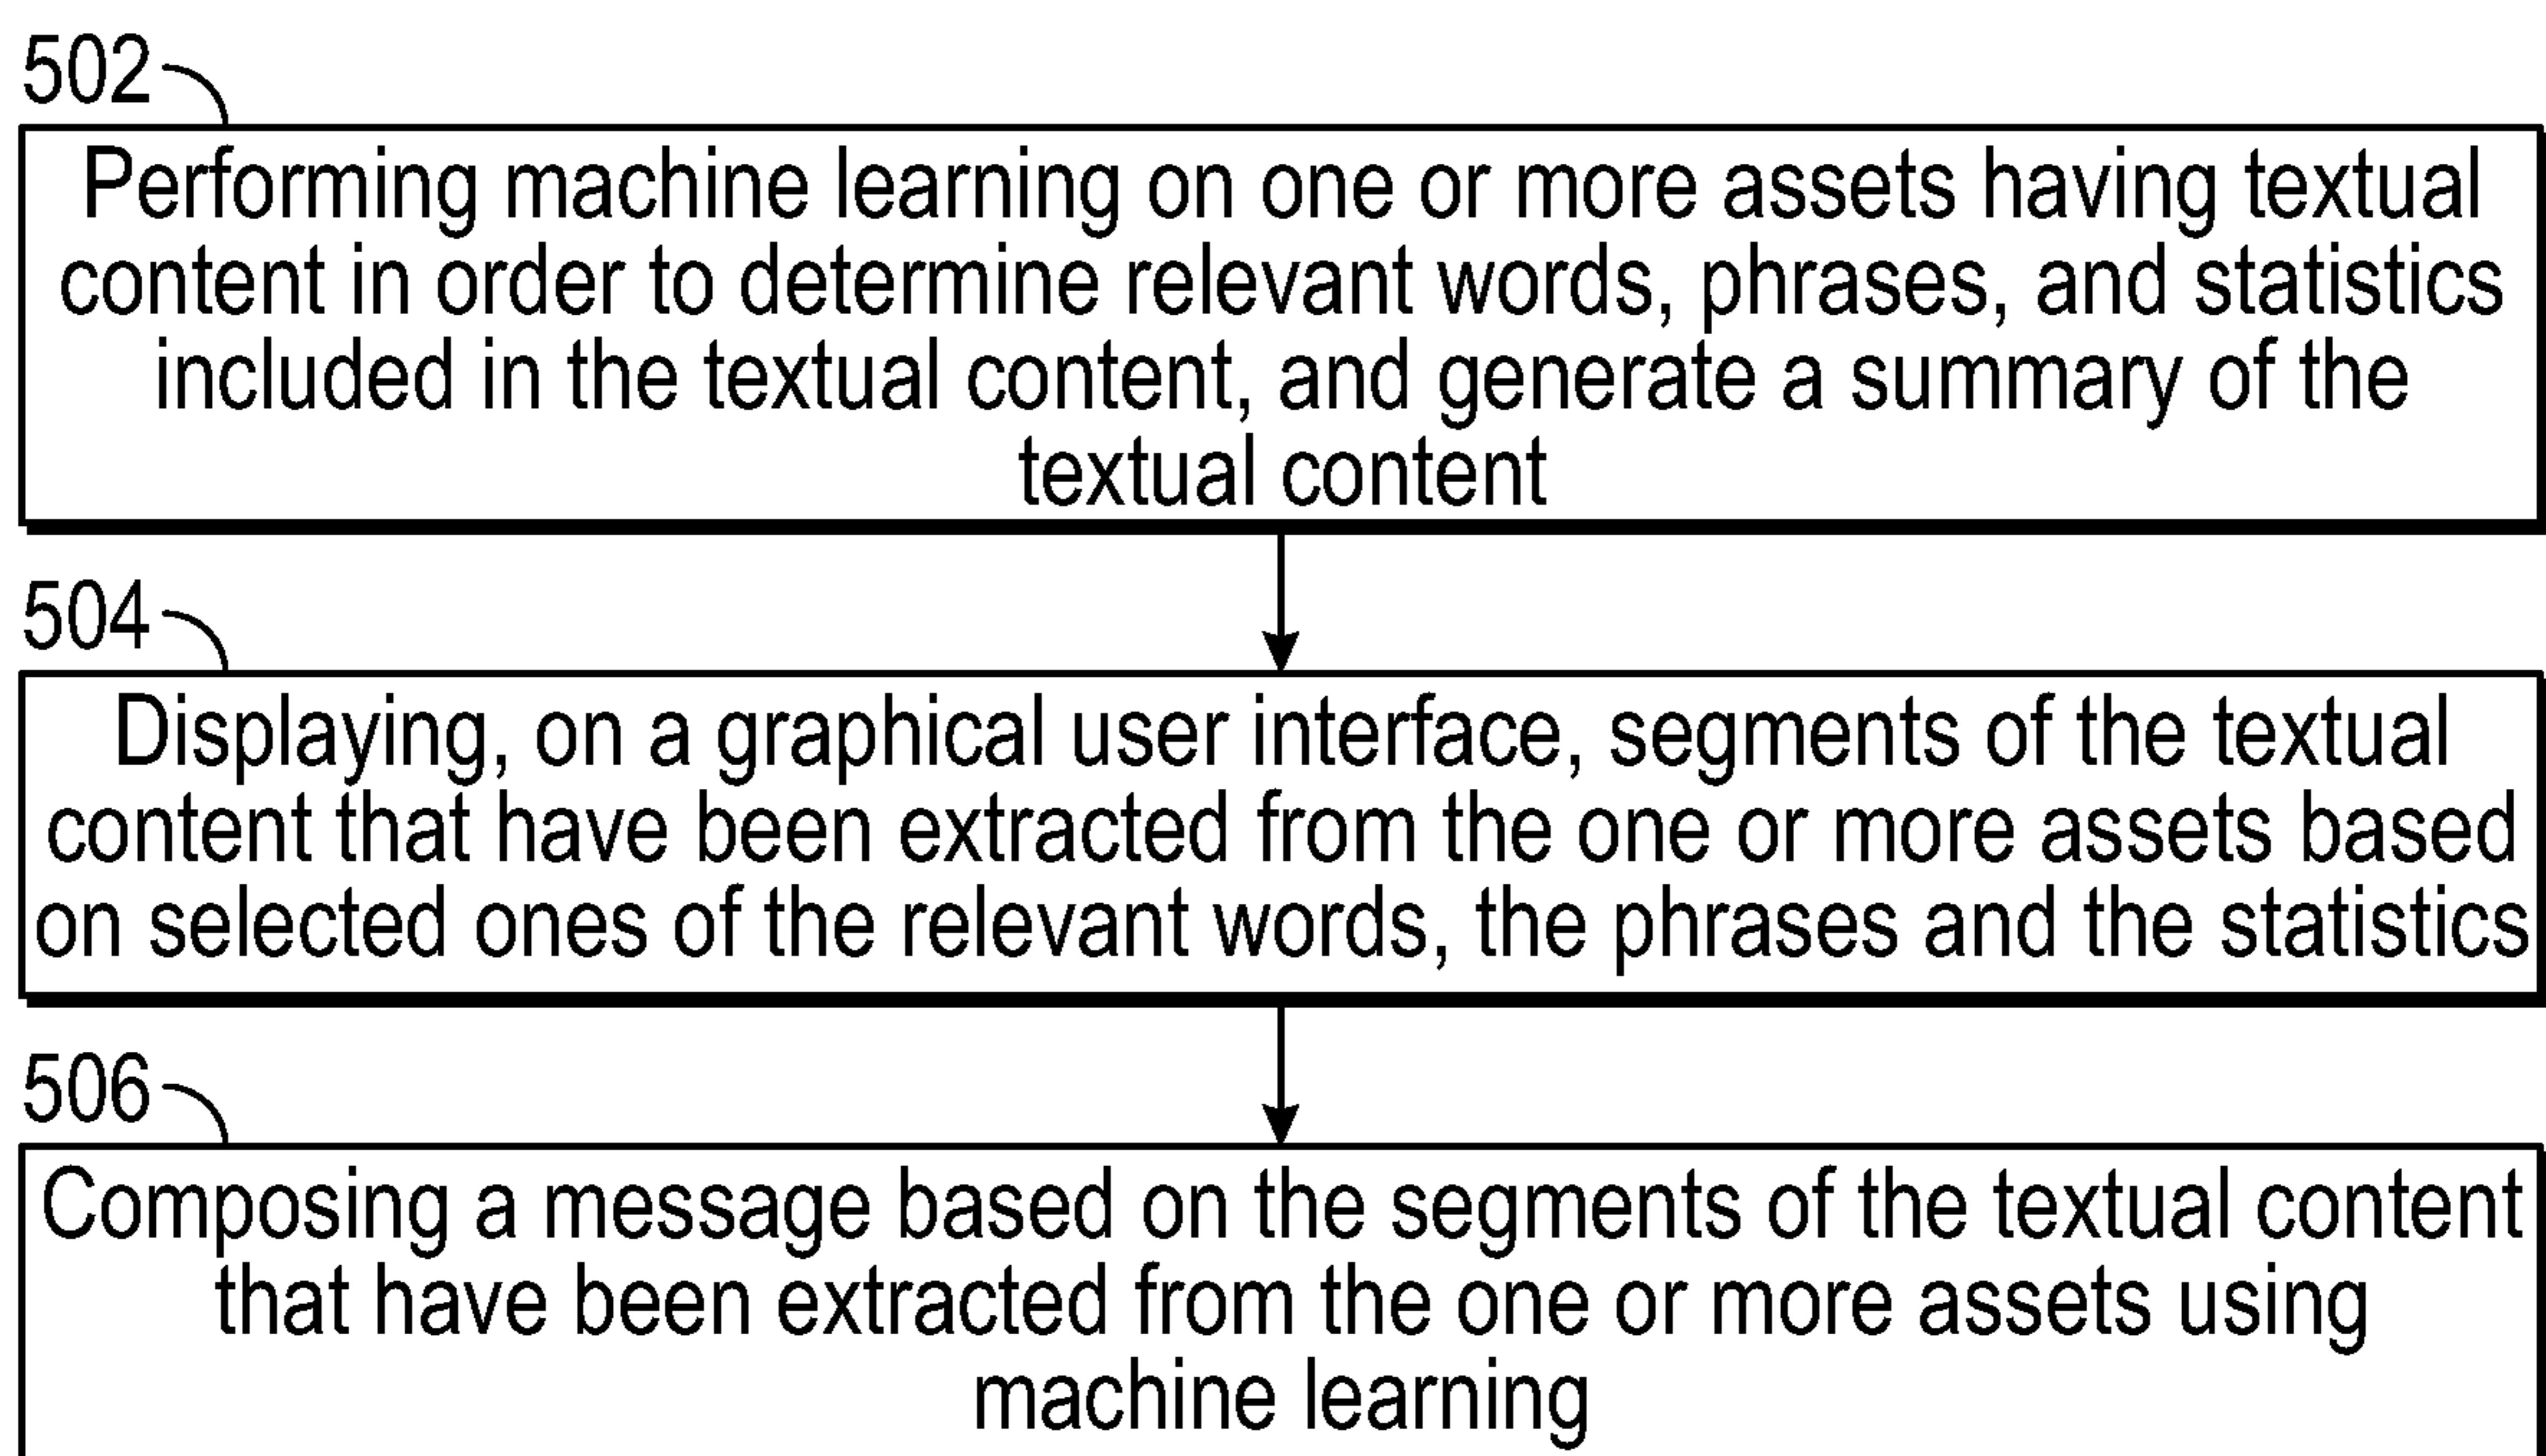 502
Performing machine learning on one or more assets having textual
content in order to determine relevant words, phrases, and statistics
included in the textual content, and generate a summary of the
textual content
504
Displaying, on a graphical user interface, segments of the textual
content that have been extracted from the one or more assets based
on selected ones of the relevant words, the phrases and the statistics
506
Composing a message based on the segments of the textual content
that have been extracted from the one or more assets using
machine learning